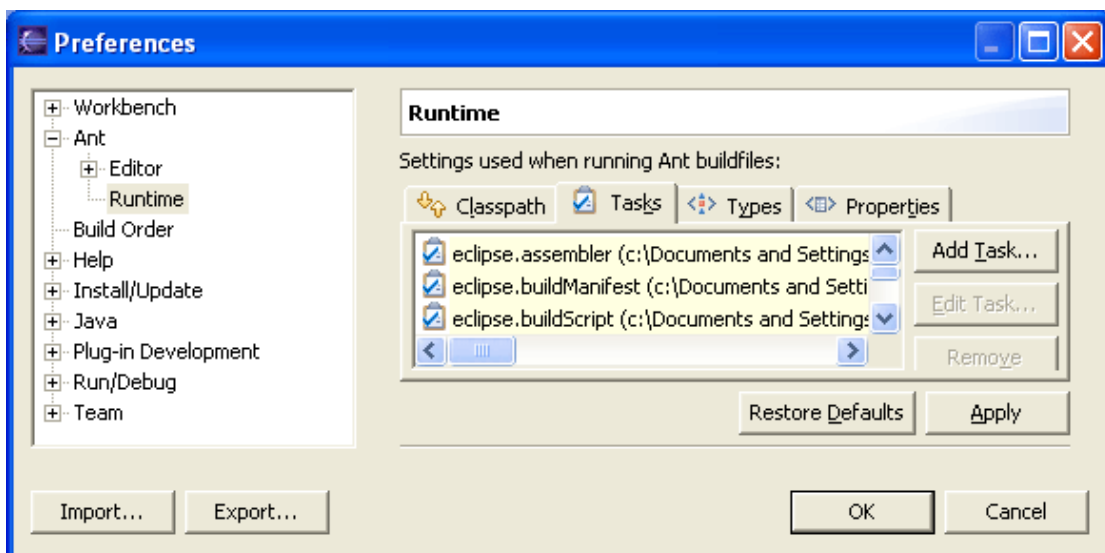 Preferences
Workbench
Ant
Editor
Runtime
Build Order
Help
Install/Update
Java
Plug-in Development
Run/Debug
Team
Runtime
Settings used when running Ant buildfiles:
Classpath Tasks Types Properties
eclipse.assembler (c:\Documents and Settings
eclipse.buildManifest (c:\Documents and Setti
eclipse.buildScript (c:\Documents and Settings
Add Task...
Edit Task...
Remove
Restore Defaults Apply
Import... Export... OK Cancel